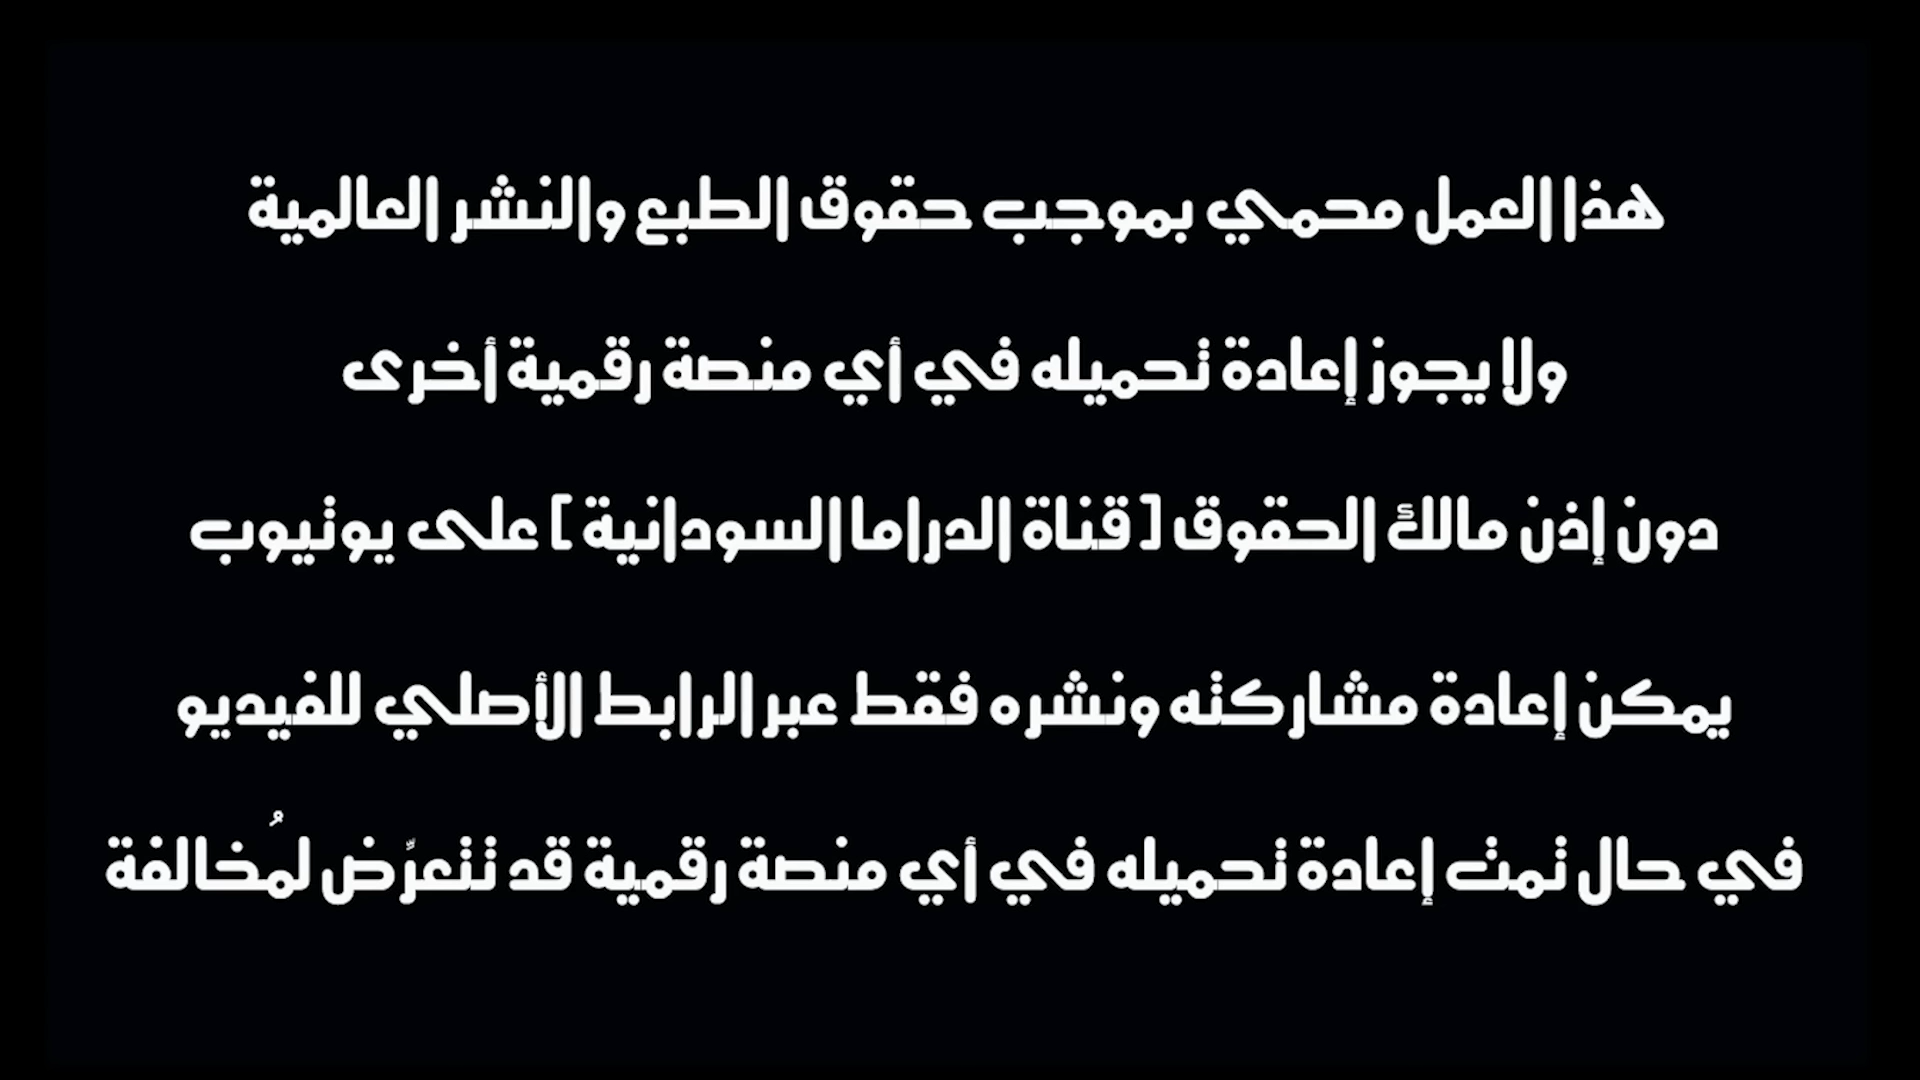 هذا العمل محمي بموجب حقوق الطبع والنشر العالمية
ولا يجوز إعادة تحميله في أي منصة رقمية أخرى
دون إذن مالك الحقوق [ قناة الدراما السودانية ] على يوتيوب
يمكن إعادة مشاركته ونشره فقط عبر الرابط الأصلي للفيديو
في حال تمت إعادة تحميله في أي منصة رقمية قد تتعرّض لمُخالفة